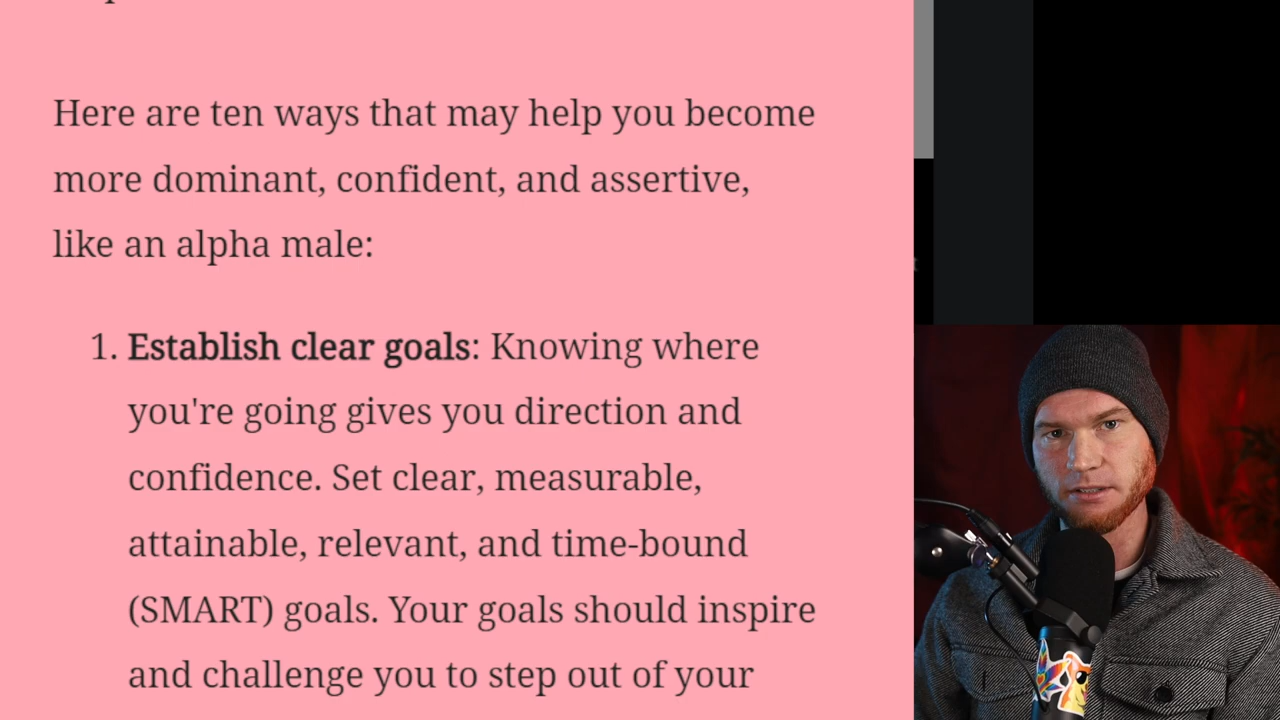 Here are ten ways that may help you become
more dominant, confident, and assertive,
like an alpha male:
1. Establish clear goals: Knowing where
you're going gives you direction and
confidence. Set clear, measurable,
attainable, relevant, and time-bound
(SMART) goals. Your goals should inspire
and challenge you to step out of your